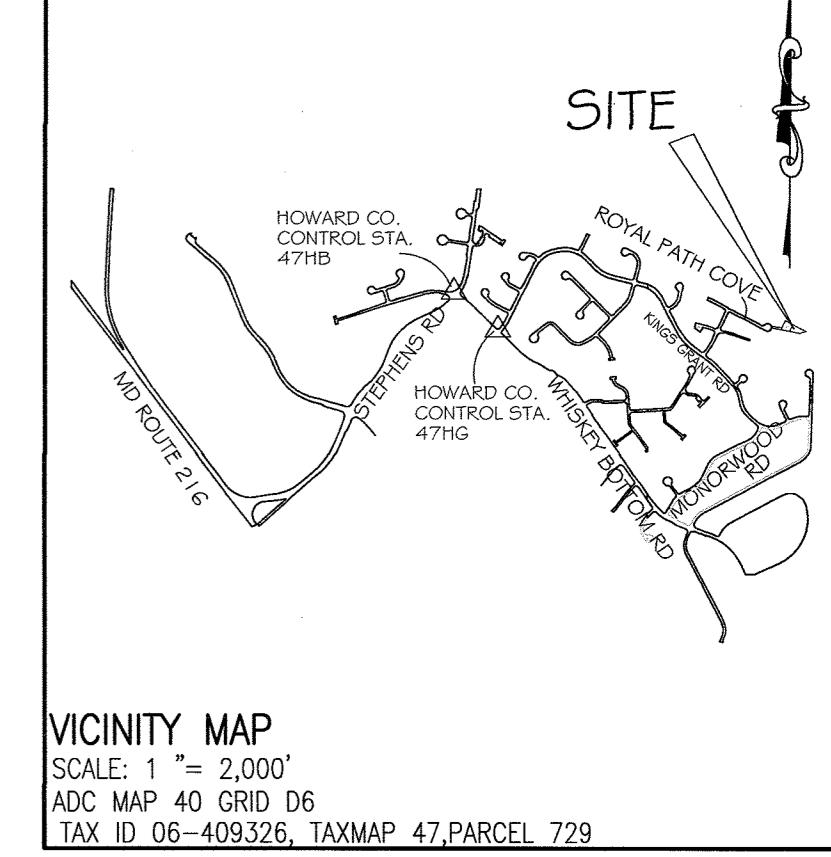 SITE
HOWARD CO.
CONTROL STA.
47HB
ROYAL PATH COVE
KINGS GRANT RD
STEPHENS RD
HOWARD CO.
CONTROL STA.
47HG
MD ROUTE 216
WHISKEY BOTTOM RD
MONORWOOD
RD
VICINITY MAP
SCALE: 1 "= 2,000'
ADC MAP 40 GRID D6
TAX ID 06-409326, TAXMAP 47,PARCEL 729